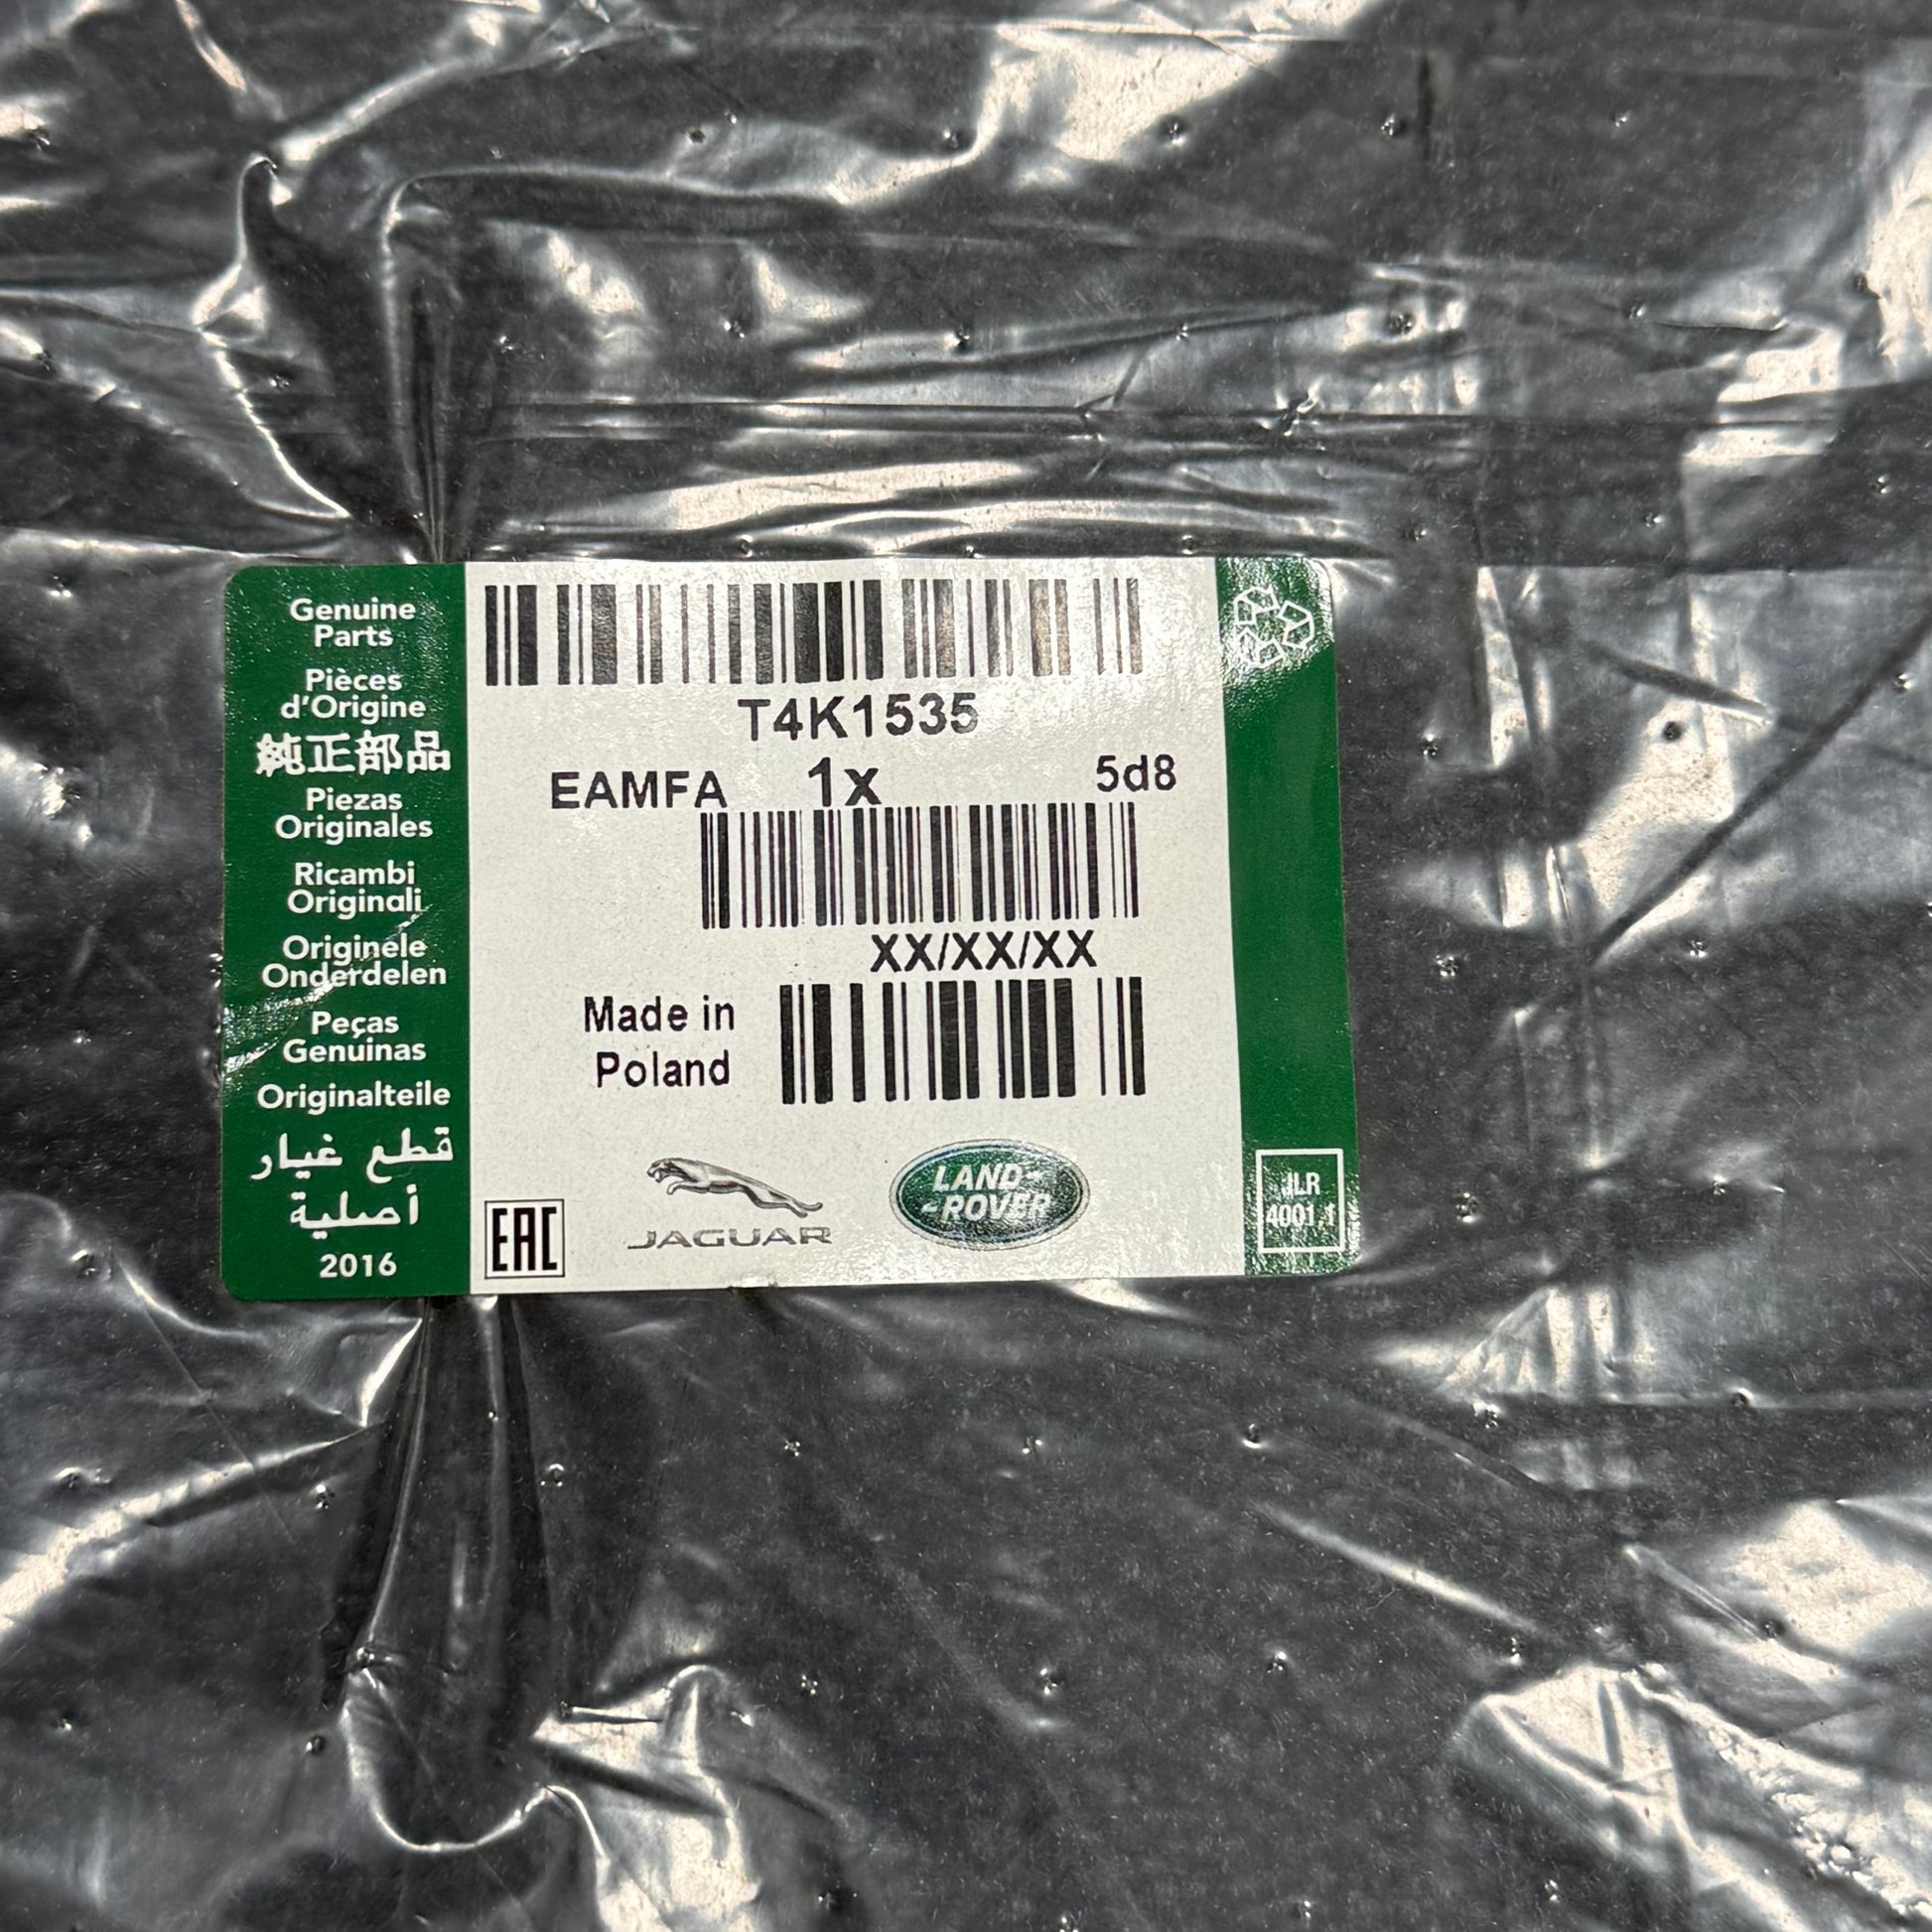 Genuine
Parts
Pièces
d'Origine
純正部品
Piezas
Originales
Ricambi
Originali
Originele
Onderdelen
Peças
Genuinas
Originalteile
قطع غيار
أصلية
2016
T4K1535
EAMFA 1x 5d8
XX/XX/XX
Made in
Poland
EAC
JAGUAR
LAND-
-ROVER
JLR
4001,1